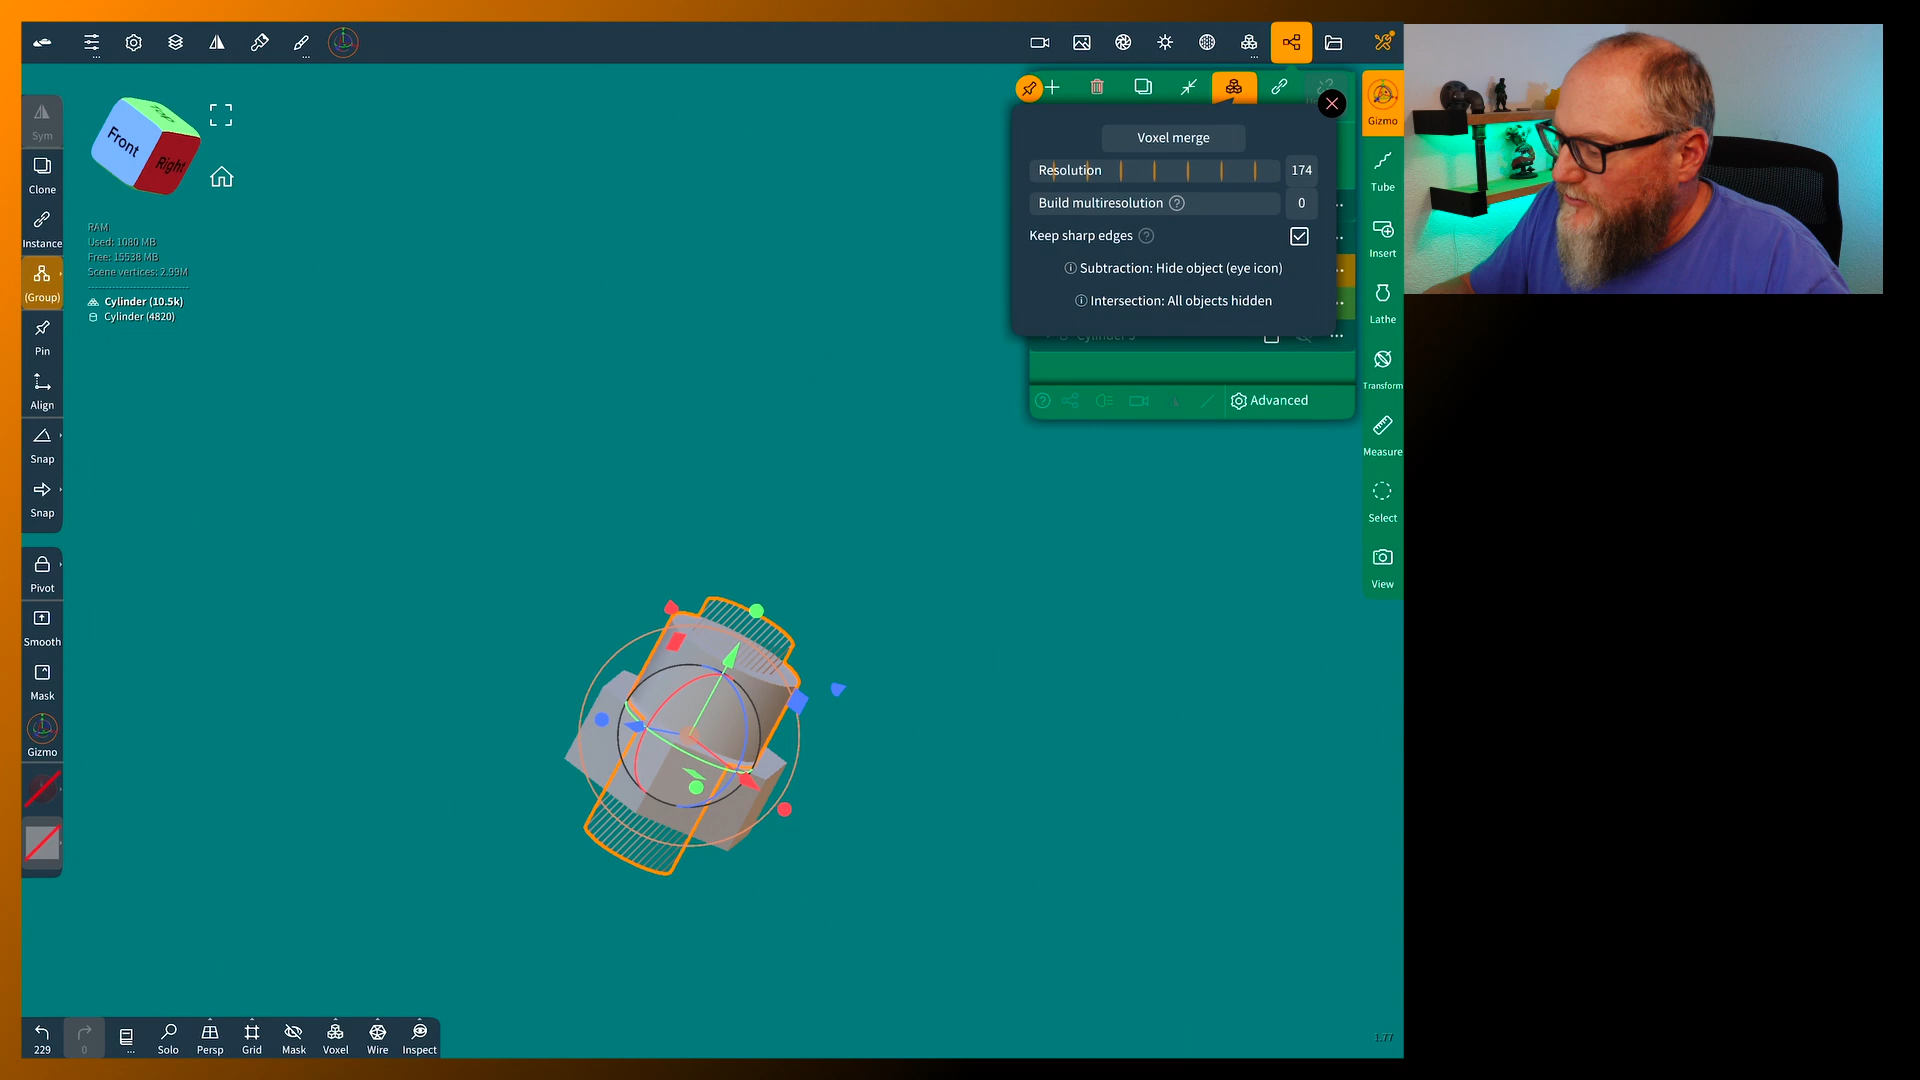 Sym
Clone
Instance
(Group)
Pin
Align
Snap
Snap
Pivot
Smooth
Mask
Gizmo
Top
Front
Right
RAM:
Used: 1080 MB
Free: 15538 MB
Scene vertices: 2.99M
Cylinder (10.5k)
Cylinder (4820)
Voxel merge
Resolution 174
Build multiresolution ? 0
Keep sharp edges ?
Subtraction: Hide object (eye icon)
Intersection: All objects hidden
Advanced
Gizmo
Tube
Insert
Lathe
Transform
Measure
Select
View
229
0
Solo
Persp
Grid
Mask
Voxel
Wire
Inspect
1.77